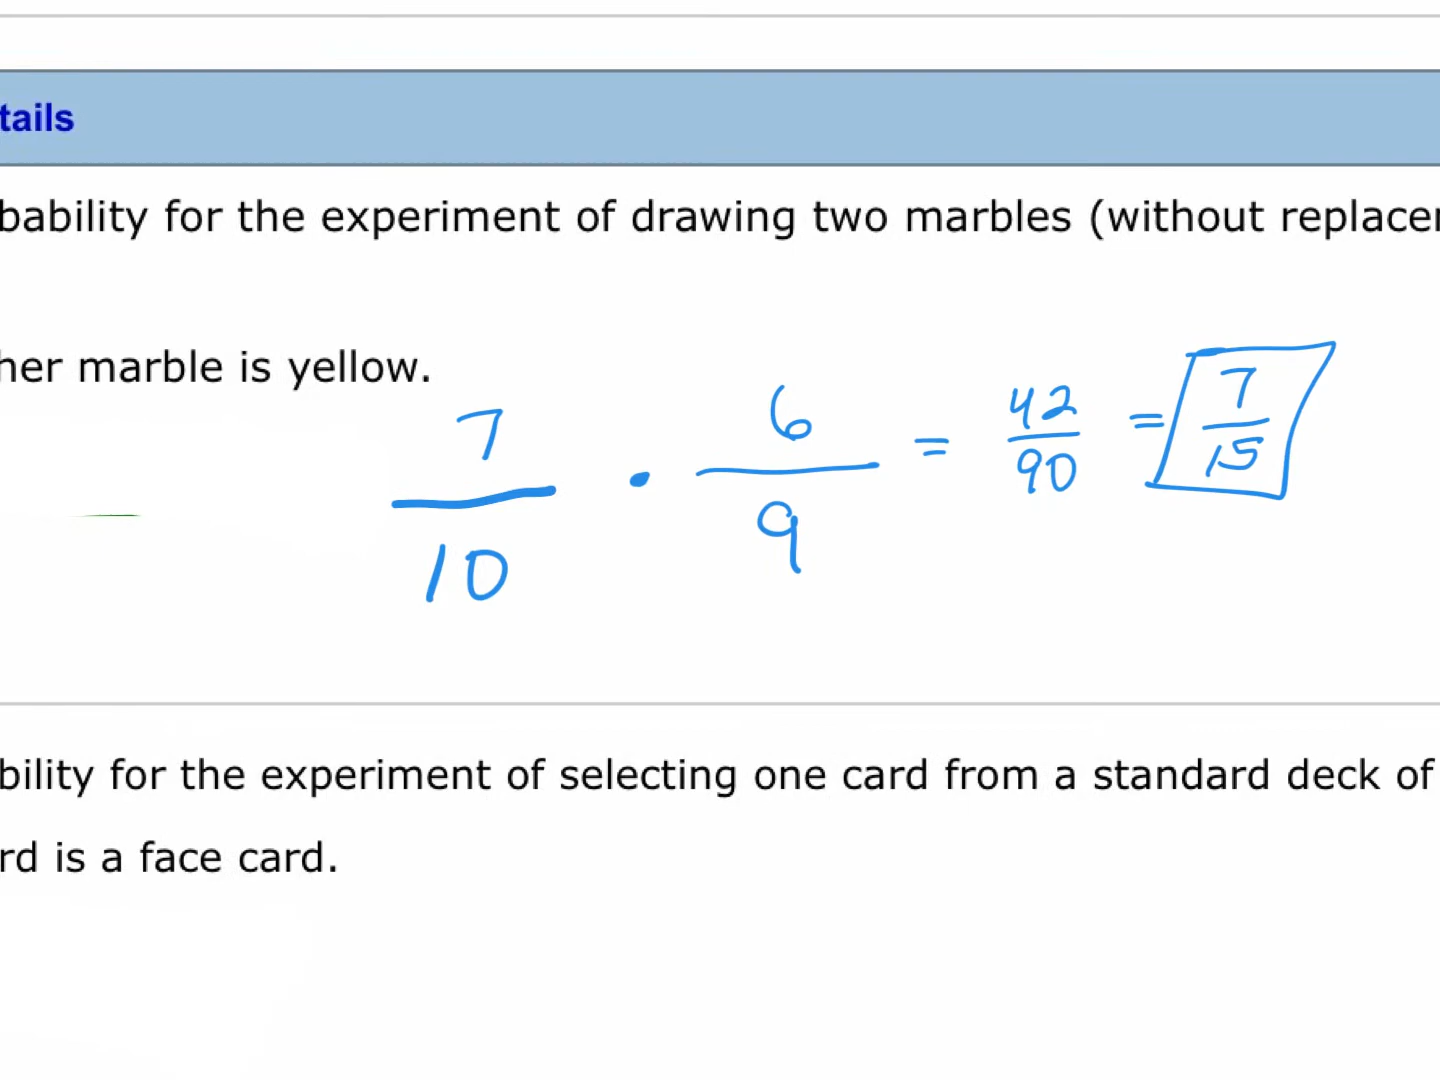 tails
bability for the experiment of drawing two marbles (without replacer
her marble is yellow.
7/10 · 6/9 = 42/90 = 7/15
bility for the experiment of selecting one card from a standard deck of
rd is a face card.